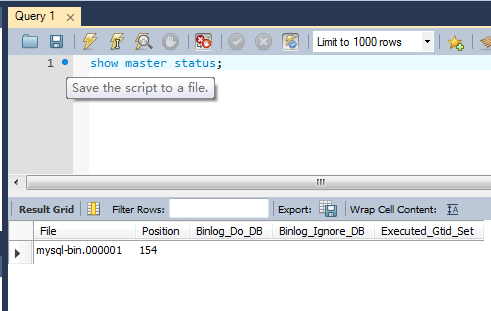 Query 1
Limit to 1000 rows
1 show master status;
Save the script to a file.
Result Grid Filter Rows: Export: Wrap Cell Content:
File Position Binlog_Do_DB Binlog_Ignore_DB Executed_Gtid_Set
mysql-bin.000001 154